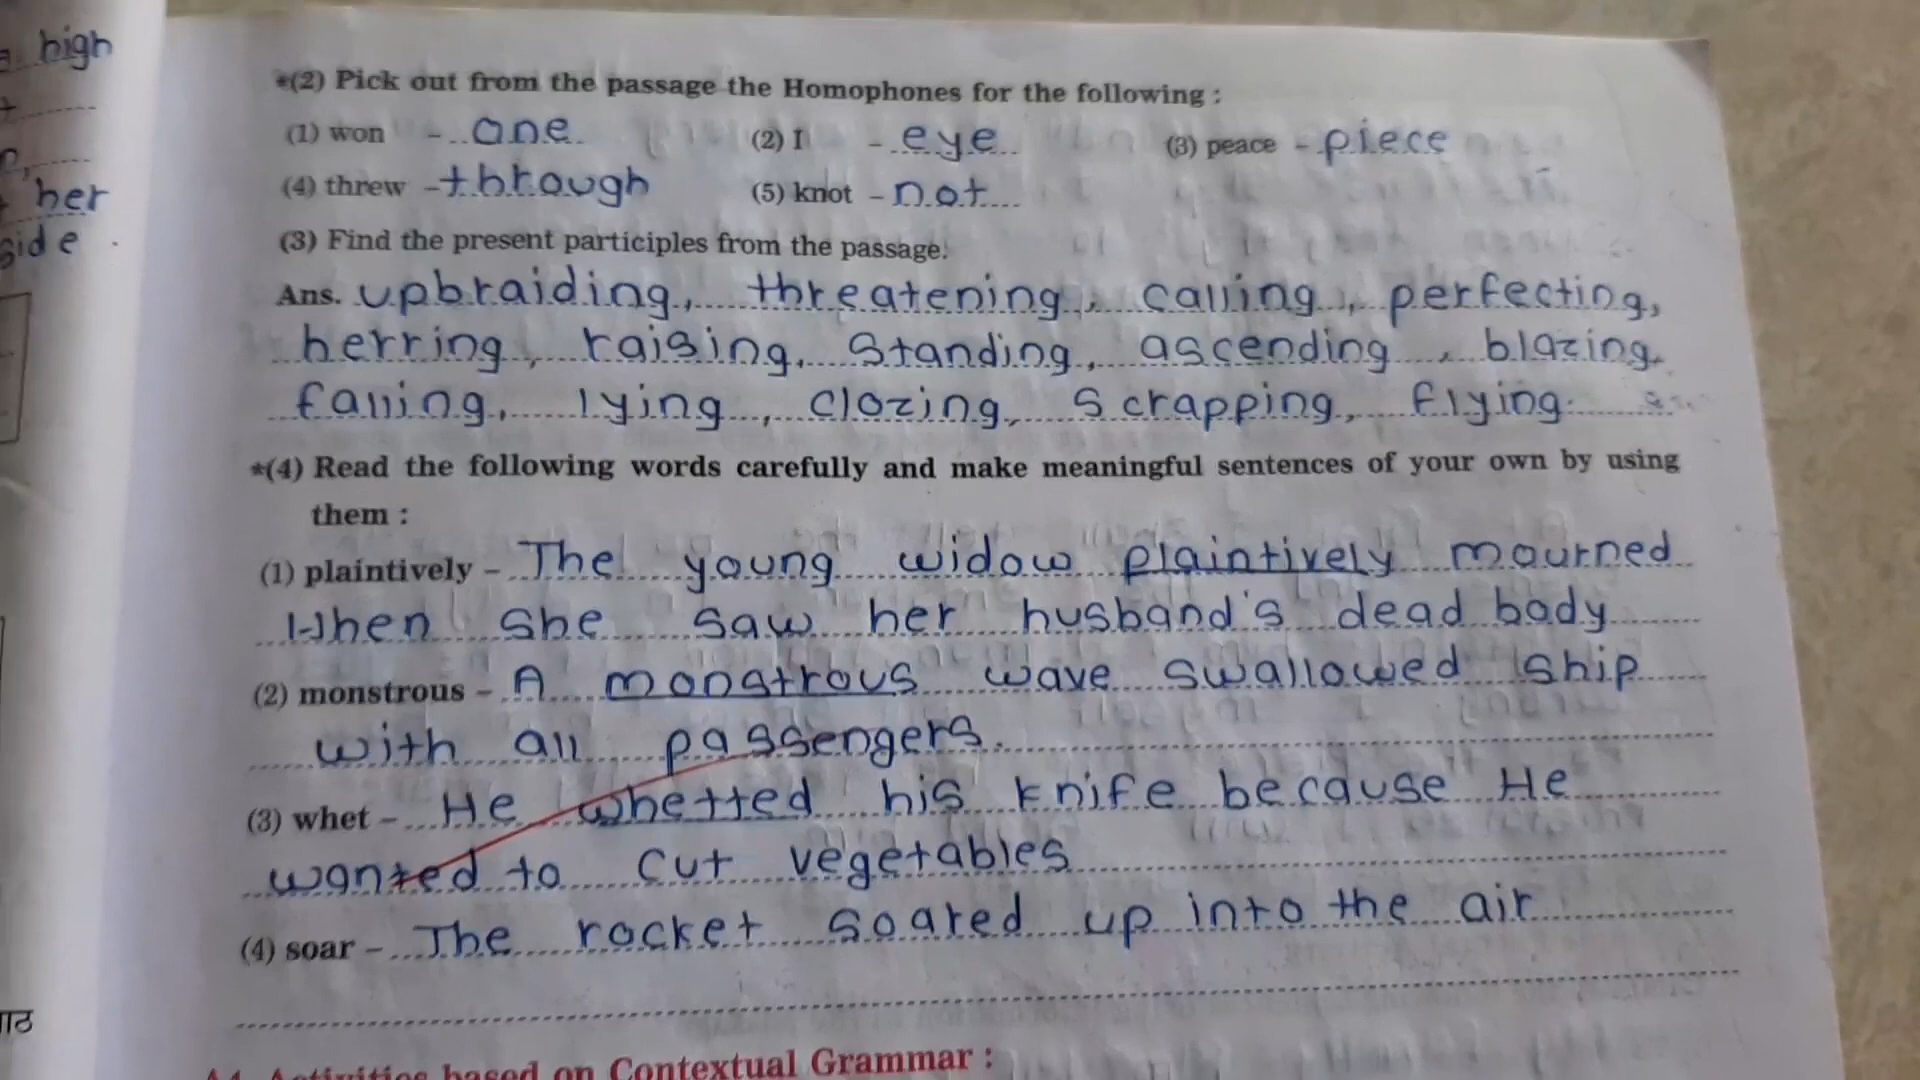 high
*(2) Pick out from the passage the Homophones for the following :
(1) won - one (2) I - eye (3) peace - piece
her
(4) threw - through (5) knot - not
side
(3) Find the present participles from the passage.
Ans. upbraiding, threatening, calling, perfecting,
herring, raising, standing, ascending, blazing,
falling, lying, clozing, scrapping, flying.
*(4) Read the following words carefully and make meaningful sentences of your own by using
them :
(1) plaintively - The young widow plaintively mourned
When she saw her husband's dead body
(2) monstrous - A monstrous wave swallowed ship
with all passengers.
(3) whet - He whetted his knife because He
wanted to cut vegetables
(4) soar - The rocket soared up into the air
A4. Activities based on Contextual Grammar :